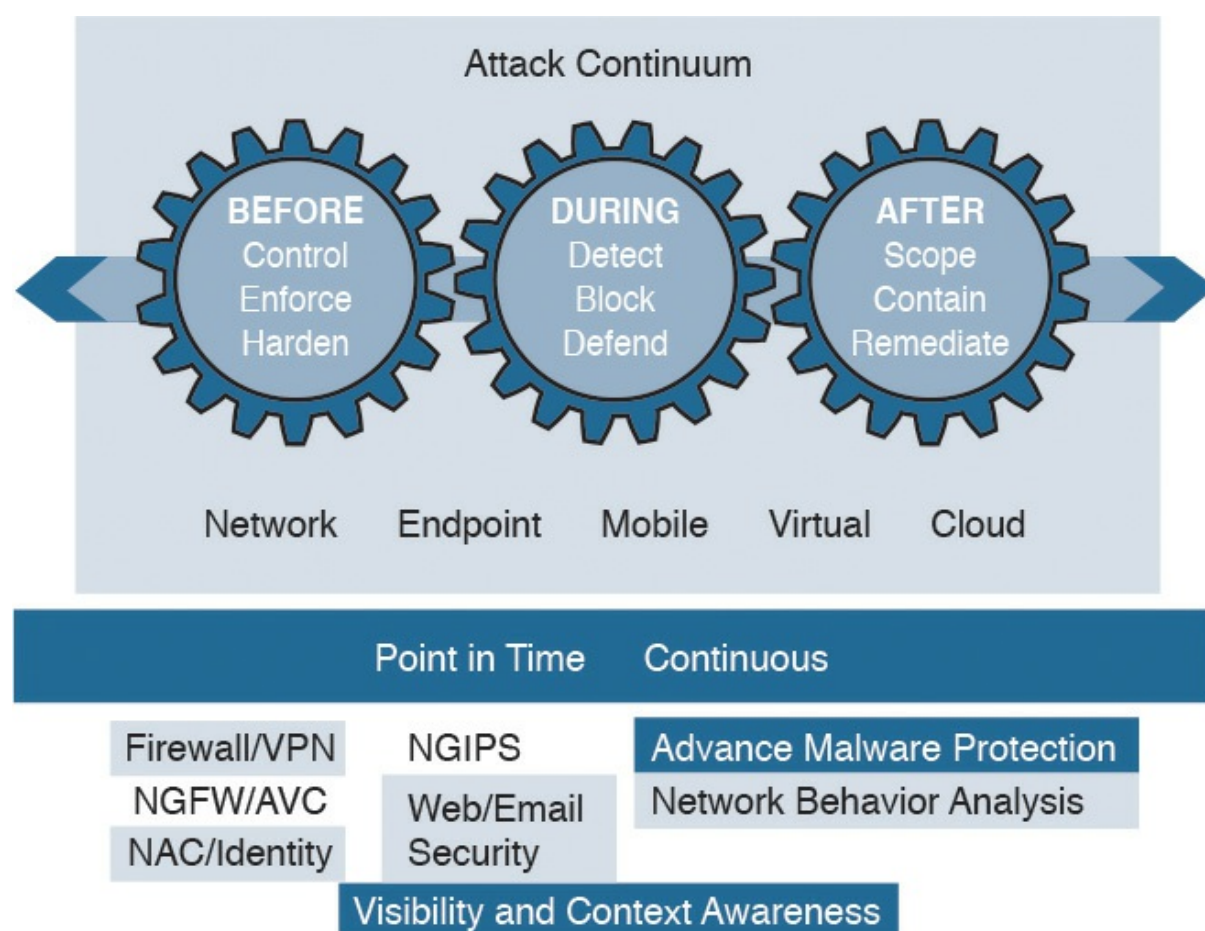 Attack Continuum
BEFORE
Control
Enforce
Harden
DURING
Detect
Block
Defend
AFTER
Scope
Contain
Remediate
Network Endpoint Mobile Virtual Cloud
Point in Time Continuous
Firewall/VPN
NGFW/AVC
NAC/Identity
NGIPS
Web/Email
Security
Advance Malware Protection
Network Behavior Analysis
Visibility and Context Awareness